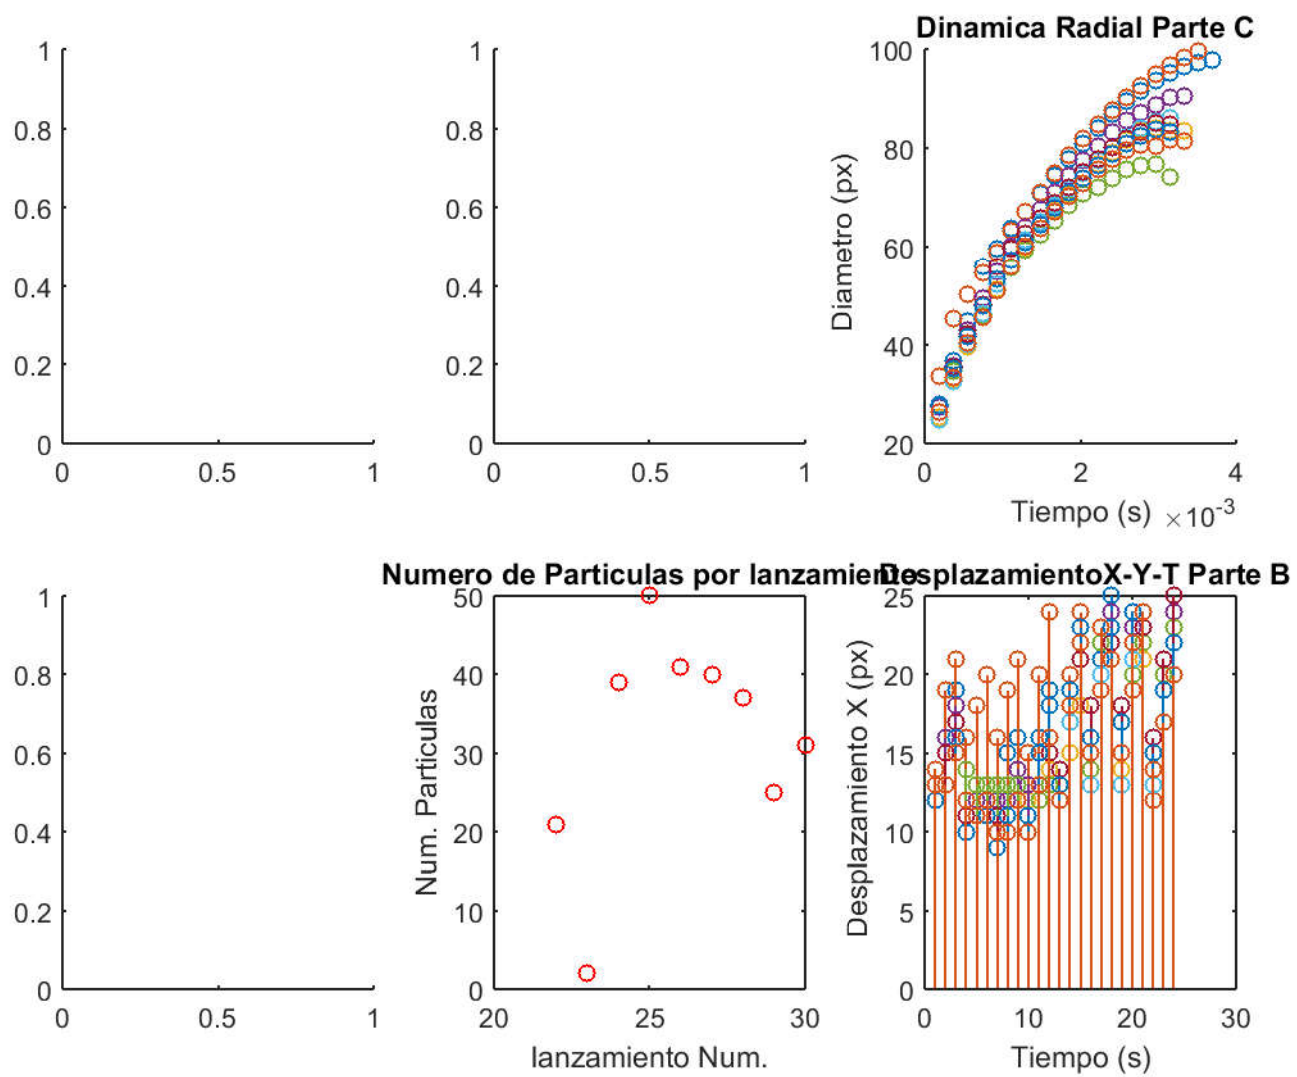 Dinamica Radial Parte C
1
0.8
0.6
0.4
0.2
0
0 0.5 1
1
0.8
0.6
0.4
0.2
0
0 0.5 1
Diametro (px)
100
80
60
40
20
0 2 4
Tiempo (s) ×10-3
1
0.8
0.6
0.4
0.2
0
0 0.5 1
Numero de Particulas por lanzamiento
Num. Particulas
50
40
30
20
10
0
20 25 30
lanzamiento Num.
DesplazamientoX-Y-T Parte B
Desplazamiento X (px)
25
20
15
10
5
0
0 10 20 30
Tiempo (s)